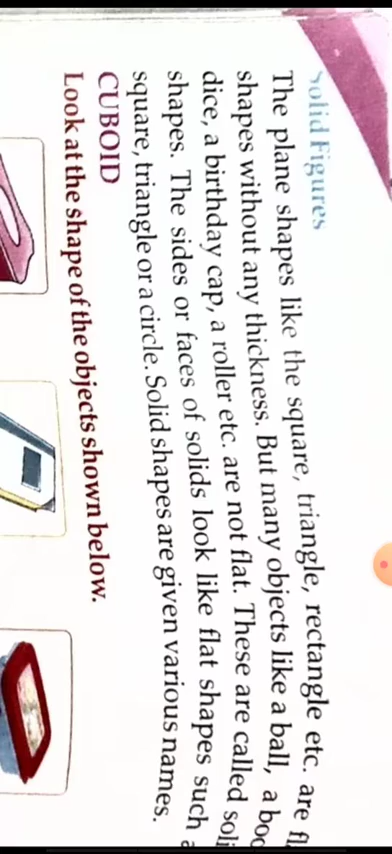 Solid Figures
The plane shapes like the square, triangle, rectangle etc. are
shapes without any thickness. But many objects like a ball, a
dice, a birthday cap, a roller etc. are not flat. These are called
shapes. The sides or faces of solids look like flat shapes such
square, triangle or a circle. Solid shapes are given various names.
CUBOID
Look at the shape of the objects shown below.